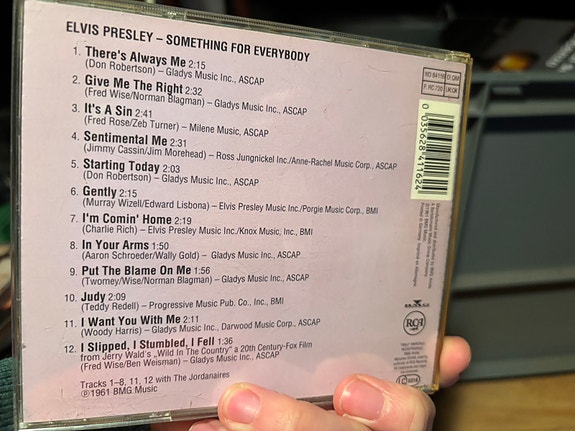 ELVIS PRESLEY – SOMETHING FOR EVERYBODY
1. There's Always Me 2:15
(Don Robertson) – Gladys Music Inc., ASCAP
2. Give Me The Right 2:32
(Fred Wise/Norman Blagman) – Gladys Music Inc., ASCAP
3. It's A Sin 2:41
(Fred Rose/Zeb Turner) – Milene Music, ASCAP
4. Sentimental Me 2:31
(Jimmy Cassin/Jim Morehead) – Ross Jungnickel Inc./Anne-Rachel Music Corp., ASCAP
5. Starting Today 2:03
(Don Robertson) – Gladys Music Inc., ASCAP
6. Gently 2:15
(Murray Wizell/Edward Lisbona) – Elvis Presley Music Inc./Porgie Music Corp., BMI
7. I'm Comin' Home 2:19
(Charlie Rich) – Elvis Presley Music Inc./Knox Music, Inc., BMI
8. In Your Arms 1:50
(Aaron Schroeder/Wally Gold) – Gladys Music Inc., ASCAP
9. Put The Blame On Me 1:56
(Twomey/Wise/Norman Blagman) – Gladys Music Inc., ASCAP
10. Judy 2:09
(Teddy Redell) – Progressive Music Pub. Co., Inc., BMI
11. I Want You With Me 2:11
(Woody Harris) – Gladys Music Inc., Darwood Music Corp., ASCAP
12. I Slipped, I Stumbled, I Fell 1:36
from Jerry Wald's „Wild In The Country" a 20th Century-Fox Film
(Fred Wise/Ben Weisman) – Gladys Music Inc., ASCAP
Tracks 1–8, 11, 12 with The Jordanaires
℗1961 BMG Music
0 035628 411624
BMG
RCA